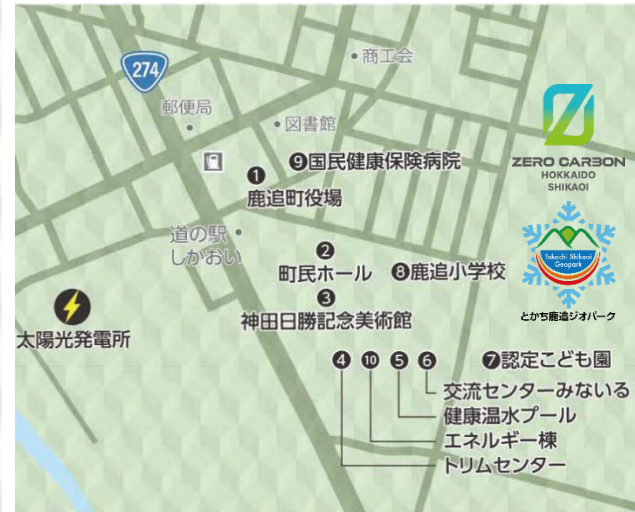 商工会
274
郵便局
図書館
ZERO CARBON
HOKKAIDO
SHIKAOI
❾国民健康保険病院
❶
鹿追町役場
道の駅
しかおい
❷
町民ホール
❽鹿追小学校
Tokachi Shikaoi
Geopark
とかち鹿追ジオパーク
❸
神田日勝記念美術館
太陽光発電所
❹ ❿ ❺ ❻ ❼認定こども園
交流センターみないる
健康温水プール
エネルギー棟
トリムセンター